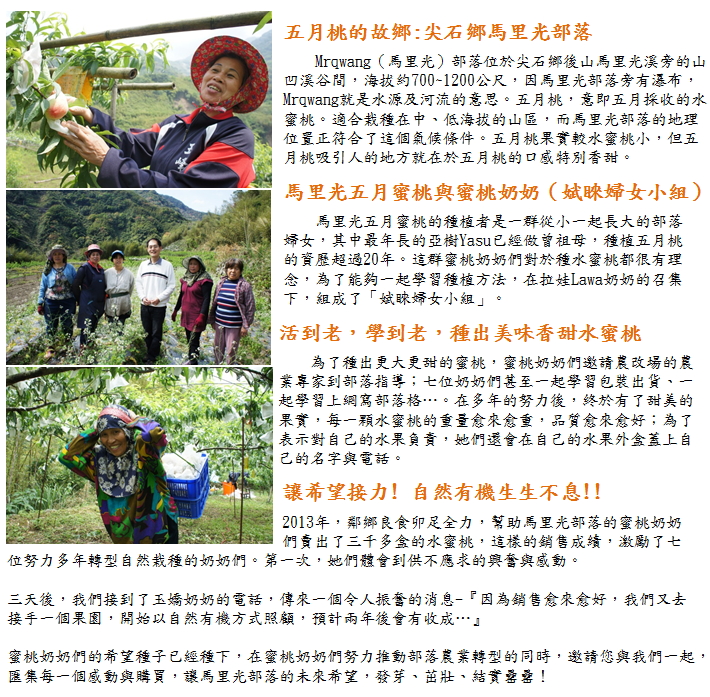 五月桃的故鄉:尖石鄉馬里光部落
Mrqwang（馬里光）部落位於尖石鄉後山馬里光溪旁的山
凹溪谷間，海拔約700~1200公尺，因馬里光部落旁有瀑布，
Mrqwang就是水源及河流的意思。五月桃，意即五月採收的水
蜜桃。適合栽種在中、低海拔的山區，而馬里光部落的地理
位置正符合了這個氣候條件。五月桃果實較水蜜桃小，但五
月桃吸引人的地方就在於五月桃的口感特別香甜。
馬里光五月蜜桃與蜜桃奶奶（娬睞婦女小組）
馬里光五月蜜桃的種植者是一群從小一起長大的部落
婦女，其中最年長的亞樹Yasu已經做曾祖母，種植五月桃
的資歷超過20年。這群蜜桃奶奶們對於種水蜜桃都很有理
念，為了能夠一起學習種植方法，在拉娃Lawa奶奶的召集
下，組成了「娬睞婦女小組」。
活到老，學到老，種出美味香甜水蜜桃
為了種出更大更甜的蜜桃，蜜桃奶奶們邀請農改場的農
業專家到部落指導；七位奶奶們甚至一起學習包裝出貨、一
起學習上網寫部落格…。在多年的努力後，終於有了甜美的
果實，每一顆水蜜桃的重量愈來愈重，品質愈來愈好；為了
表示對自己的水果負責，她們還會在自己的水果外盒蓋上自
己的名字與電話。
讓希望接力! 自然有機生生不息!!
2013年，鄰鄉良食卯足全力，幫助馬里光部落的蜜桃奶奶
們賣出了三千多盒的水蜜桃，這樣的銷售成績，激勵了七
位努力多年轉型自然栽種的奶奶們。第一次，她們體會到供不應求的興奮與感動。
三天後，我們接到了玉嬌奶奶的電話，傳來一個令人振奮的消息-『因為銷售愈來愈好，我們又去
接手一個果園，開始以自然有機方式照顧，預計兩年後會有收成…』
蜜桃奶奶們的希望種子已經種下，在蜜桃奶奶們努力推動部落農業轉型的同時，邀請您與我們一起，
匯集每一個感動與購買，讓馬里光部落的未來希望，發芽、茁壯、結實纍纍！